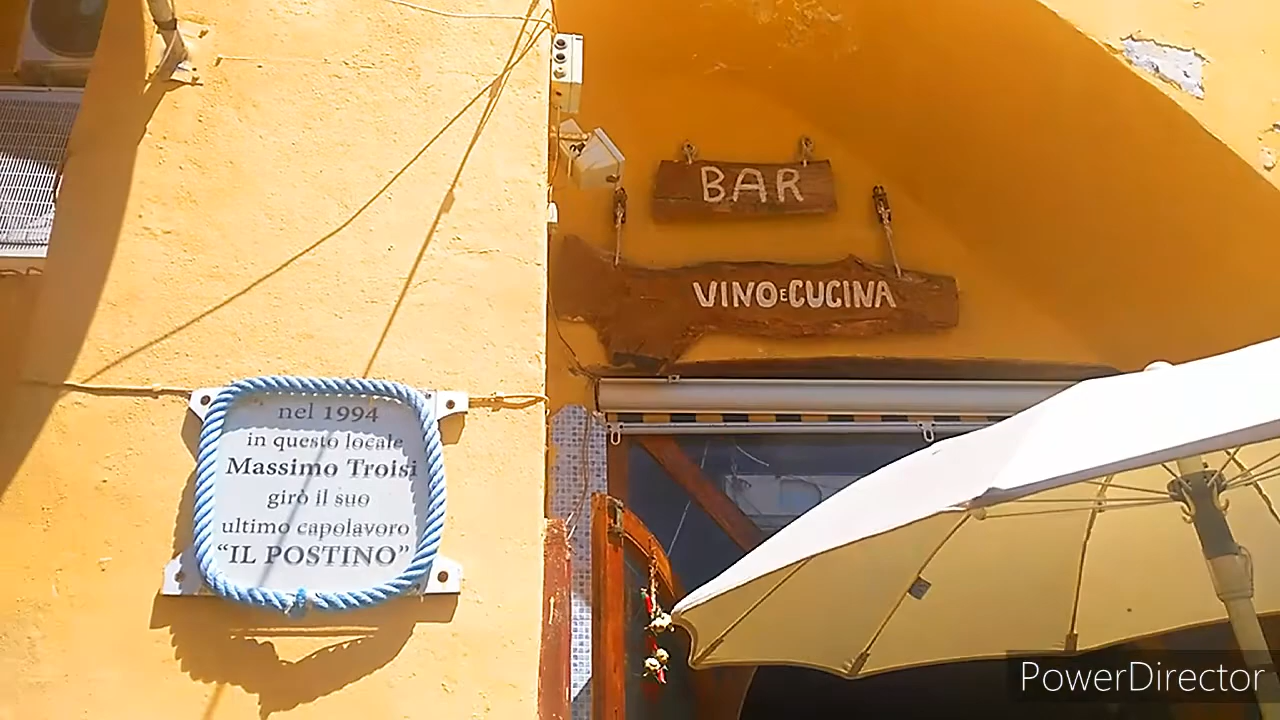 BAR
VINO E CUCINA
nel 1994
in questo locale
Massimo Troisi
girò il suo
ultimo capolavoro
"IL POSTINO"
PowerDirector